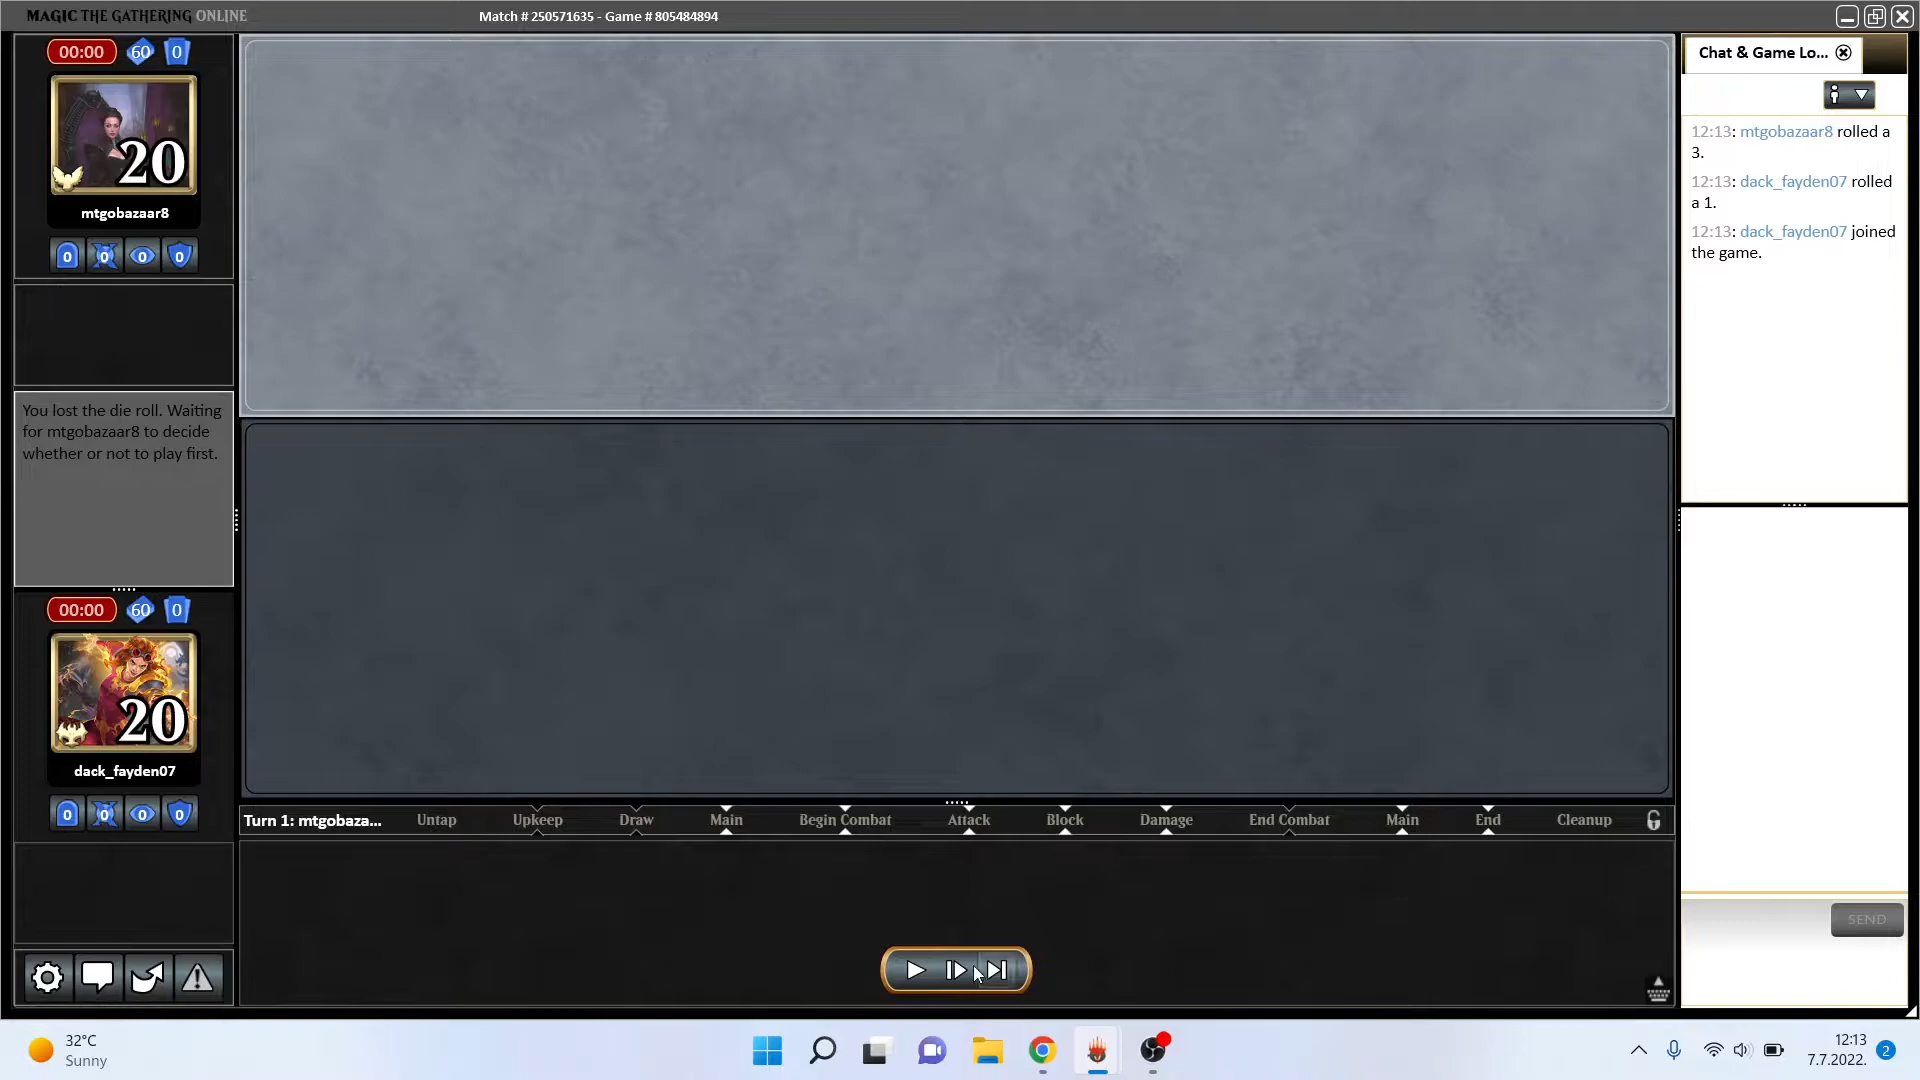 MAGIC THE GATHERING ONLINE
Match # 250571635 - Game # 805484894
00:00 60 0
20
mtgobazaar8
0 0 0 0
You lost the die roll. Waiting
for mtgobazaar8 to decide
whether or not to play first.
00:00 60 0
20
dack_fayden07
0 0 0 0
Turn 1: mtgobaza... Untap Upkeep Draw Main Begin Combat Attack Block Damage End Combat Main End Cleanup
Chat & Game Lo...
12:13: mtgobazaar8 rolled a
3.
12:13: dack_fayden07 rolled
a 1.
12:13: dack_fayden07 joined
the game.
SEND
32°C
Sunny
12:13
7.7.2022.
2